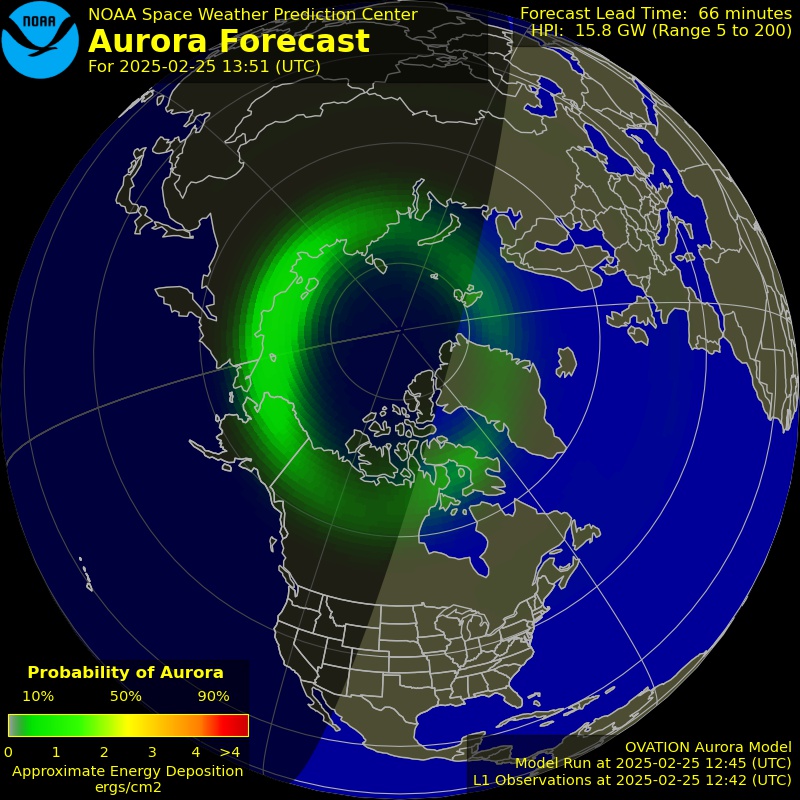 NOAA
NOAA Space Weather Prediction Center
Aurora Forecast
For 2025-02-25 13:51 (UTC)
Forecast Lead Time: 66 minutes
HPI: 15.8 GW (Range 5 to 200)
Probability of Aurora
10% 50% 90%
0 1 2 3 4 >4
Approximate Energy Deposition
ergs/cm2
OVATION Aurora Model
Model Run at 2025-02-25 12:45 (UTC)
L1 Observations at 2025-02-25 12:42 (UTC)